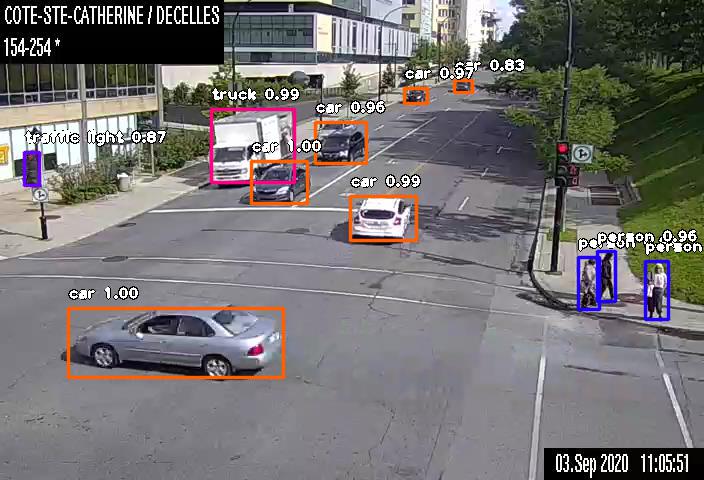 COTE-STE-CATHERINE / DECELLES
154-254 *
car 0.97
car 0.83
truck 0.99
car 0.96
traffic light 0.87
car 1.00
car 0.99
person
person 0.96
person
car 1.00
03.Sep 2020 11:05:51